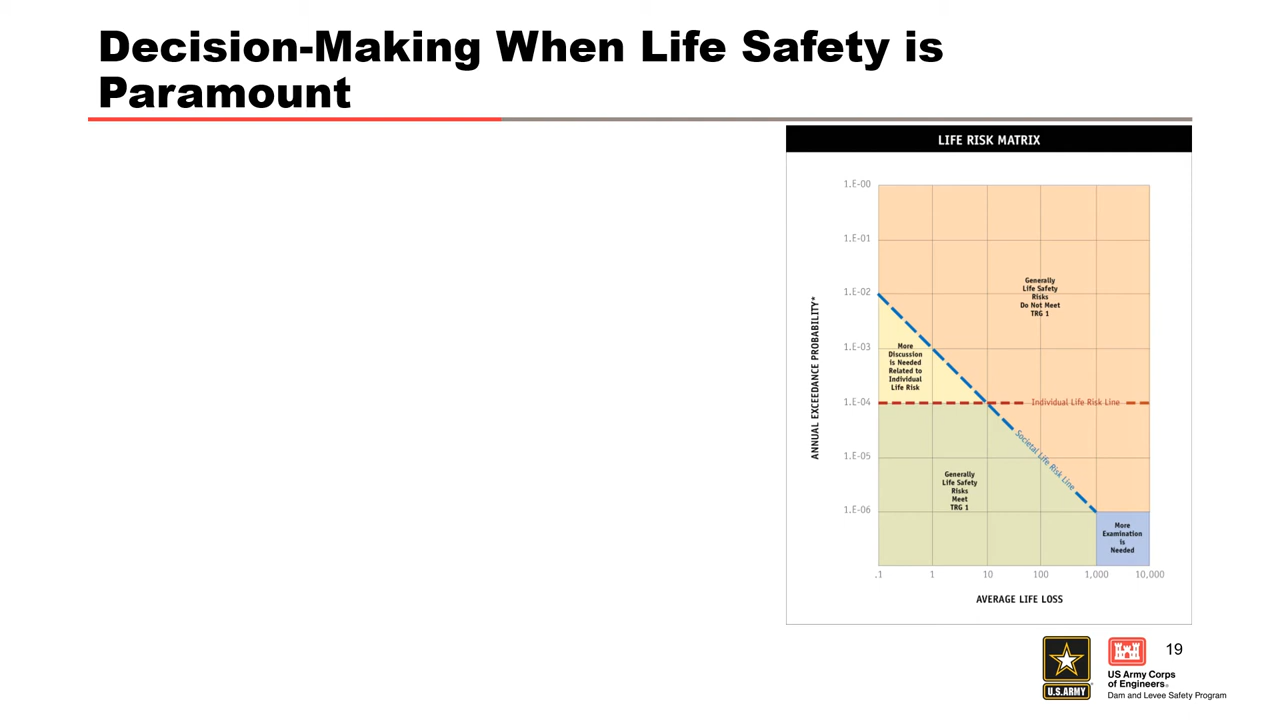 Decision-Making When Life Safety is
Paramount
LIFE RISK MATRIX
1.E-00
1.E-01
1.E-02
1.E-03
1.E-04
1.E-05
1.E-06
ANNUAL EXCEEDANCE PROBABILITY*
Generally
Life Safety
Risks
Do Not Meet
TRG 1
More
Discussion
is Needed
Related to
Individual
Life Risk
Individual Life Risk Line
Societal Life Risk Line
Generally
Life Safety
Risks
Meet
TRG 1
More
Examination
is
Needed
.1
1
10
100
1,000
10,000
AVERAGE LIFE LOSS
U.S.ARMY
US Army Corps
of Engineers®
Dam and Levee Safety Program
19